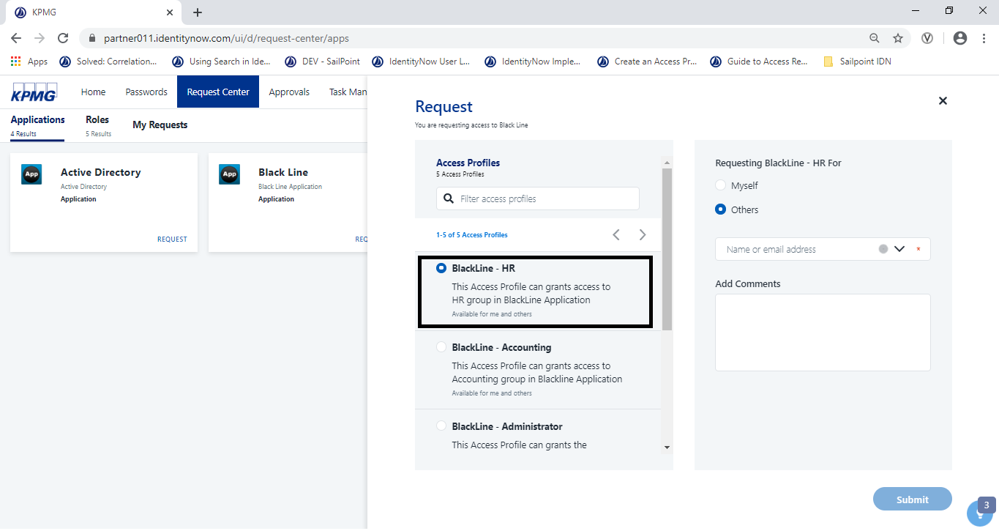 KPMG
partner011.identitynow.com/ui/d/request-center/apps
Apps
Solved: Correlation...
Using Search in Ide...
DEV - SailPoint
IdentityNow User L...
IdentityNow Imple...
Create an Access Pr...
Guide to Access Re...
Sailpoint IDN
KPMG
Home
Passwords
Request Center
Approvals
Task Man
Applications
4 Results
Roles
5 Results
My Requests
App
Active Directory
Active Directory
Application
REQUEST
App
Black Line
Black Line Application
Application
REQ
Request
You are requesting access to Black Line
Access Profiles
5 Access Profiles
Filter access profiles
1-5 of 5 Access Profiles
BlackLine - HR
This Access Profile can grants access to
HR group in BlackLine Application
Available for me and others
BlackLine - Accounting
This Access Profile can grants access to
Accounting group in Blackline Application
Available for me and others
BlackLine - Administrator
This Access Profile can grants the
Requesting BlackLine - HR For
Myself
Others
Name or email address
*
Add Comments
Submit
3